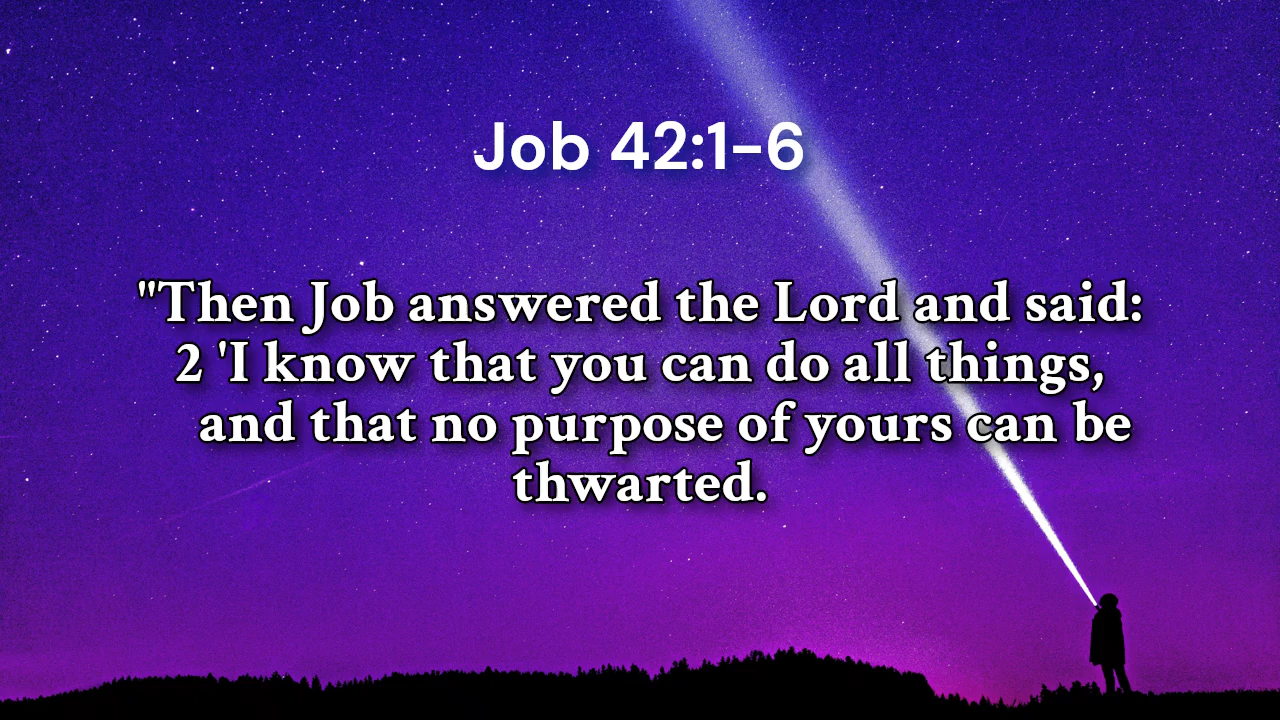 Job 42:1-6
"Then Job answered the Lord and said:
2 'I know that you can do all things,
and that no purpose of yours can be
thwarted.